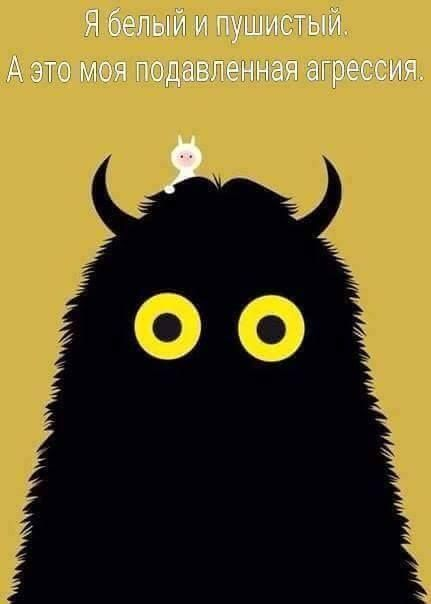 Я белый и пушистый.
А это моя подавленная агрессия.